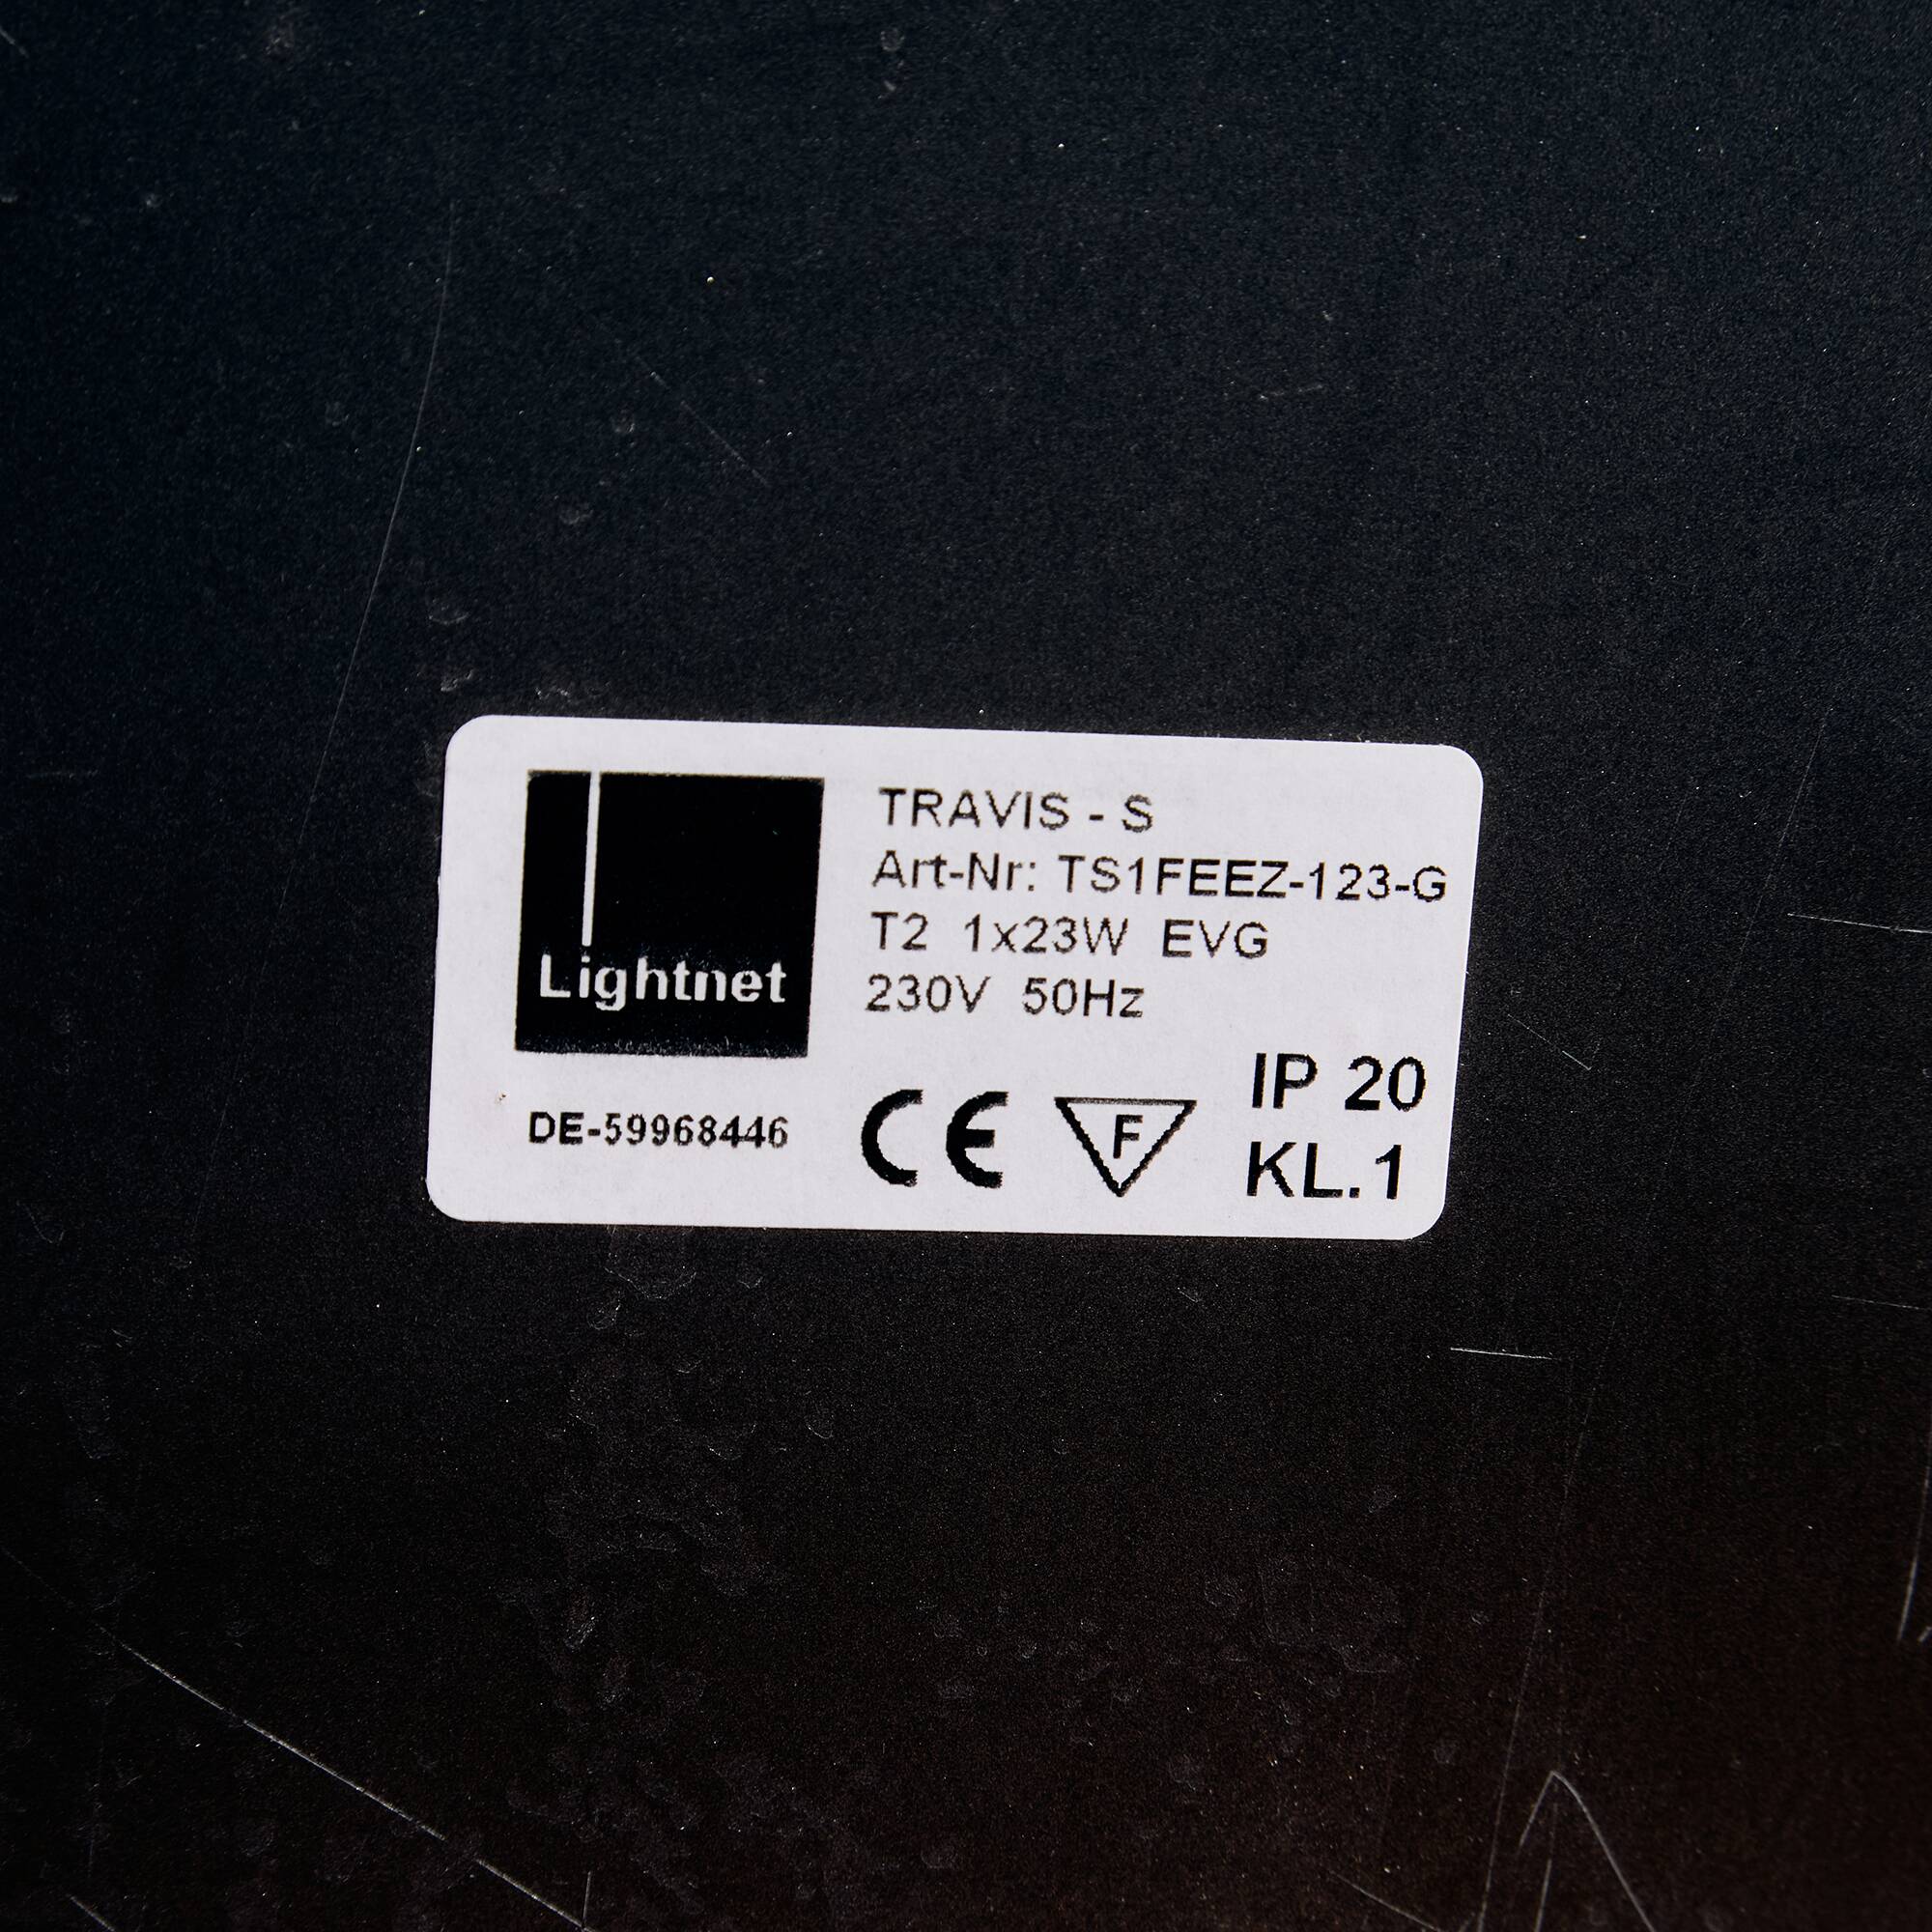 Lightnet
DE-59968446
TRAVIS - S
Art-Nr: TS1FEEZ-123-G
T2 1x23W EVG
230V 50Hz
CE F
IP 20
KL.1